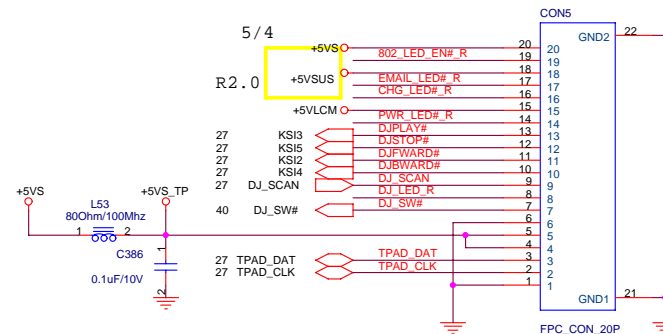 CON5
5/4
GND2 22
+5VS 20 20
802_LED_EN#_R 19 19
R2.0 +5VSUS 18 18
EMAIL_LED#_R 17 17
CHG_LED#_R 16 16
+5VLCM 15 15
PWR_LED#_R 14 14
27 KSI3 DJPLAY# 13 13
27 KSI5 DJSTOP# 12 12
27 KSI2 DJFWARD# 11 11
27 KSI4 DJBWARD# 10 10
27 DJ_SCAN DJ_SCAN 9 9
DJ_LED_R 8 8
40 DJ_SW# DJ_SW# 7 7
+5VS +5VS_TP
L53
80Ohm/100Mhz
6 6
1 2 5 5
4 4
C386 1
27 TPAD_DAT TPAD_DAT 3 3
27 TPAD_CLK TPAD_CLK 2 2
0.1uF/10V
2
1 1
GND1 21
FPC_CON_20P